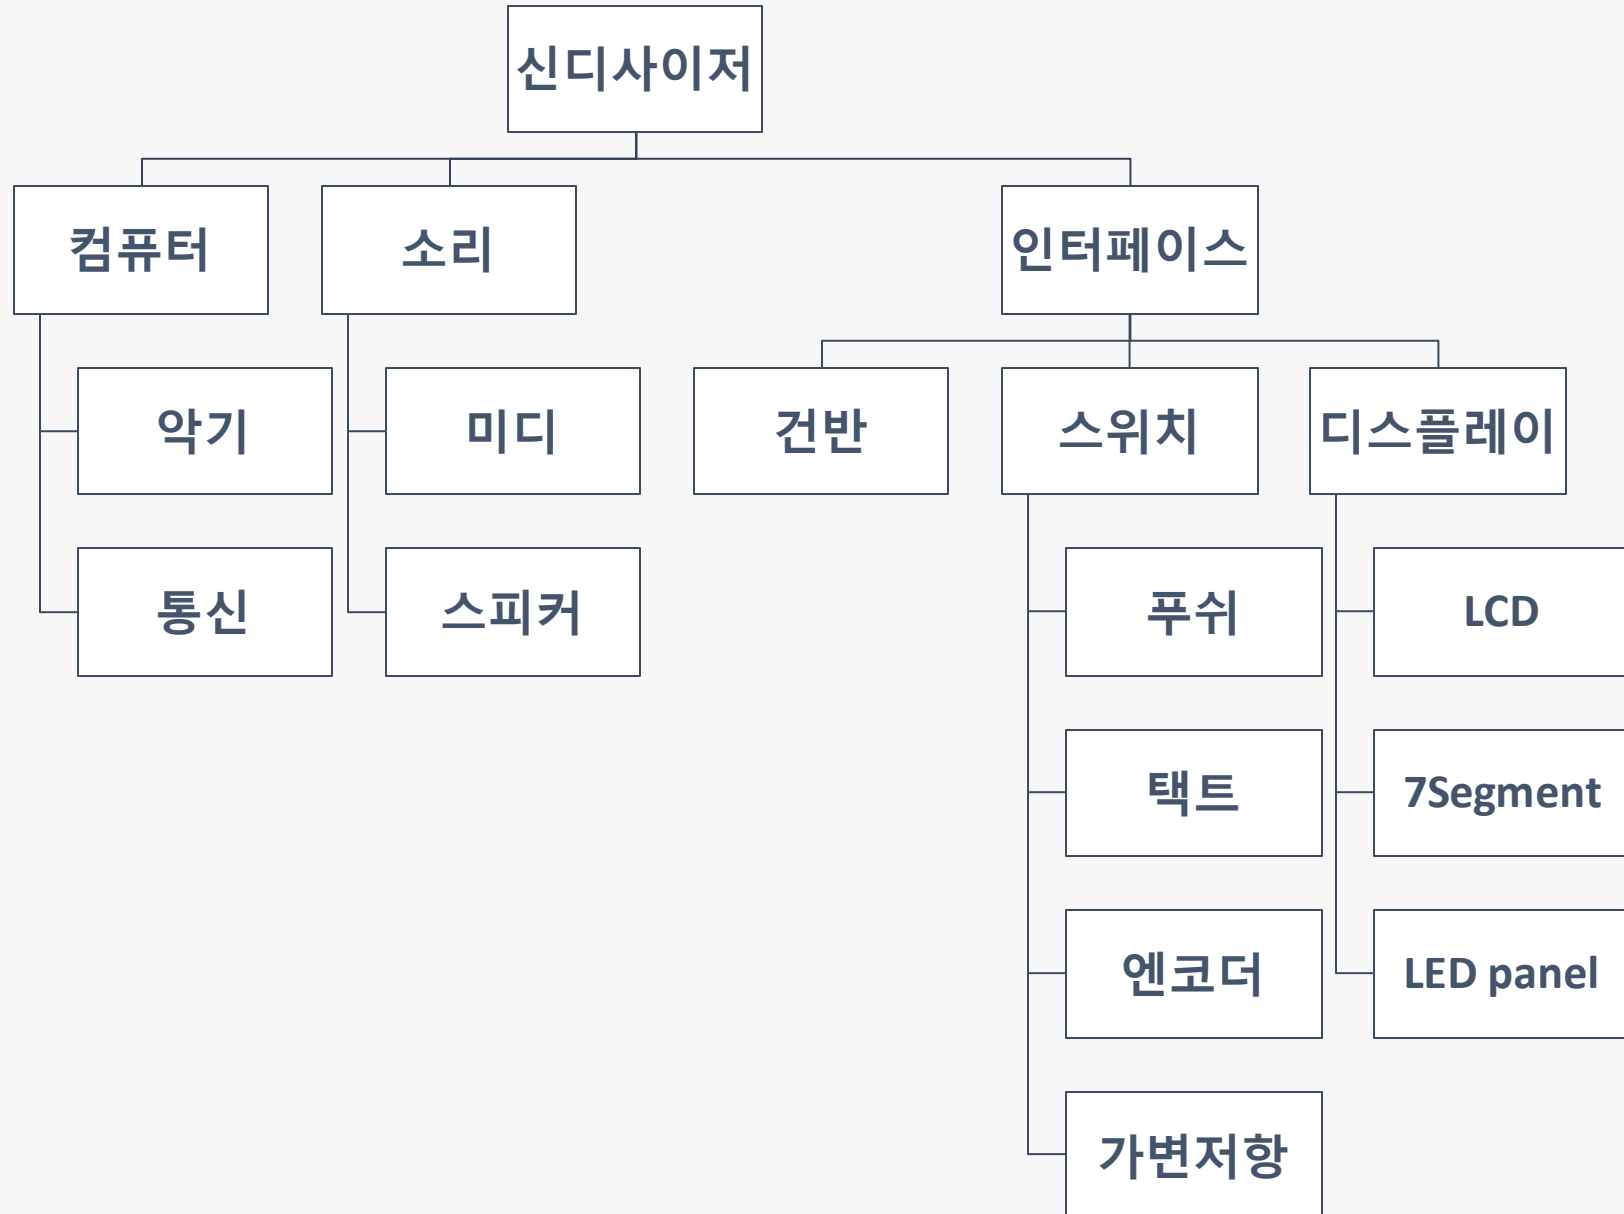 신디사이저
컴퓨터
소리
인터페이스
악기
미디
건반
스위치
디스플레이
통신
스피커
푸쉬
LCD
택트
7Segment
엔코더
LED panel
가변저항